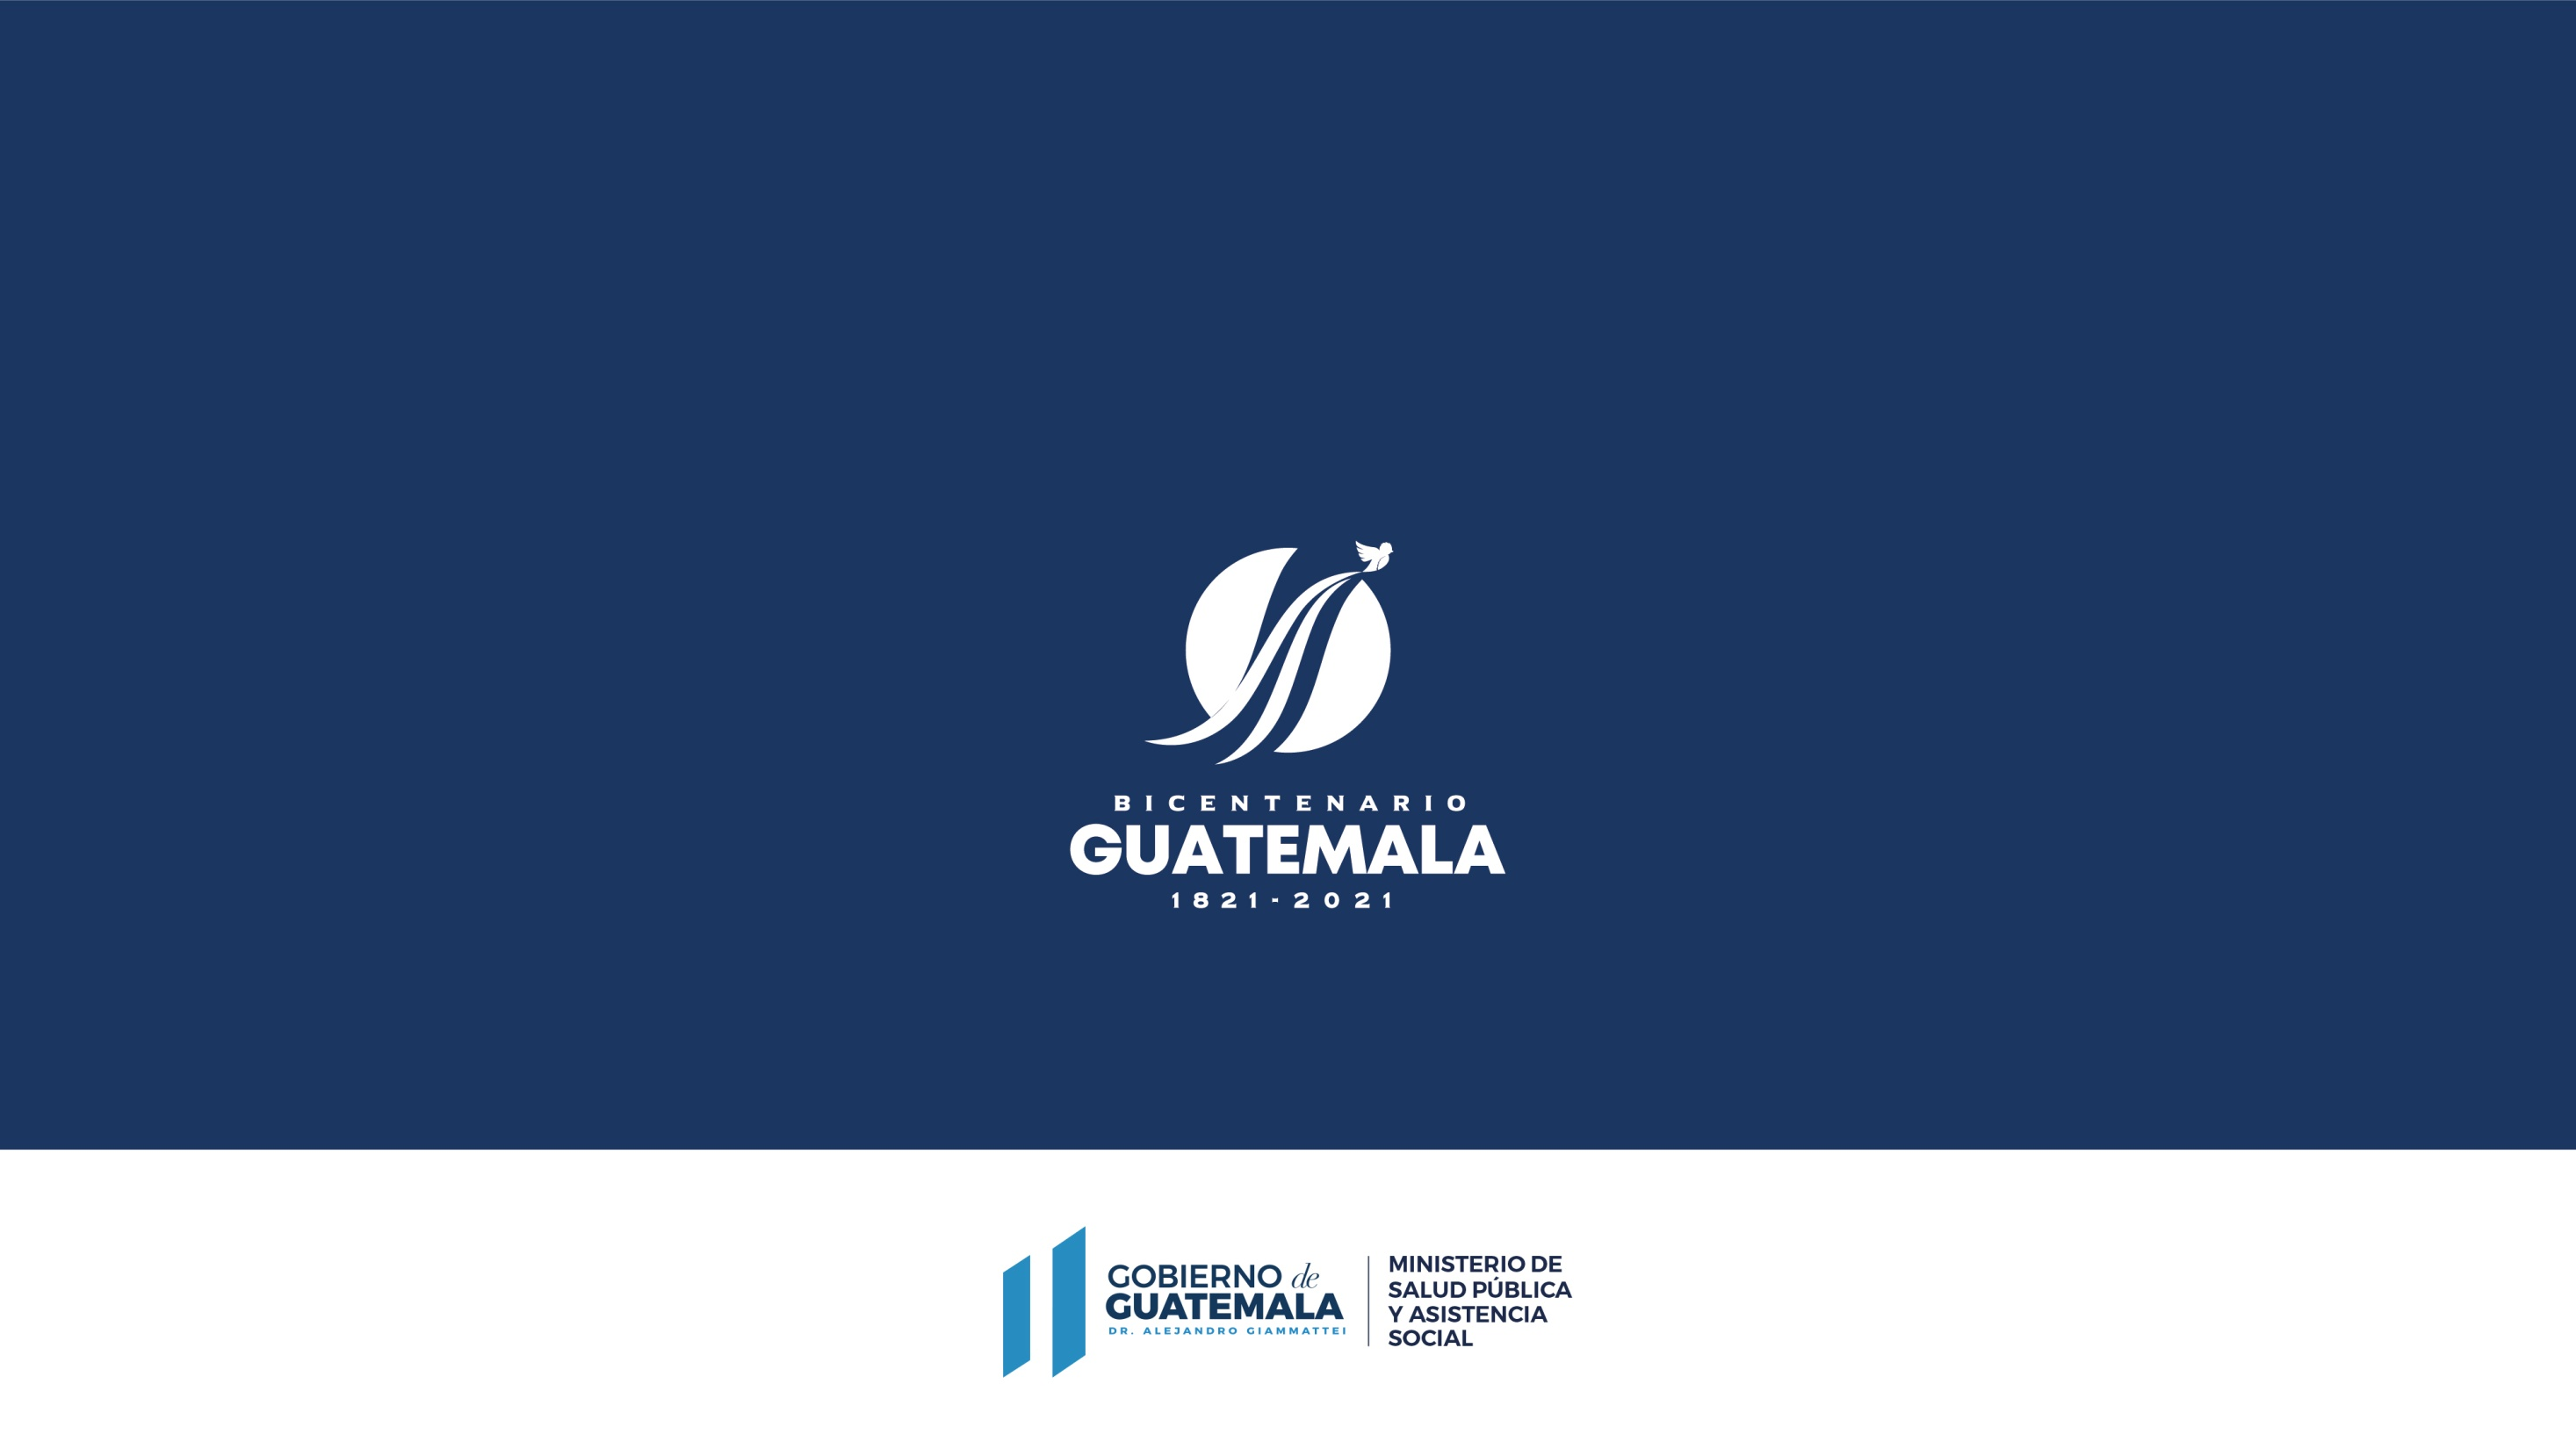 BICENTENARIO
GUATEMALA
1821-2021
GOBIERNO de
GUATEMALA
DR. ALEJANDRO GIAMMATTEI
MINISTERIO DE
SALUD PÚBLICA
Y ASISTENCIA
SOCIAL